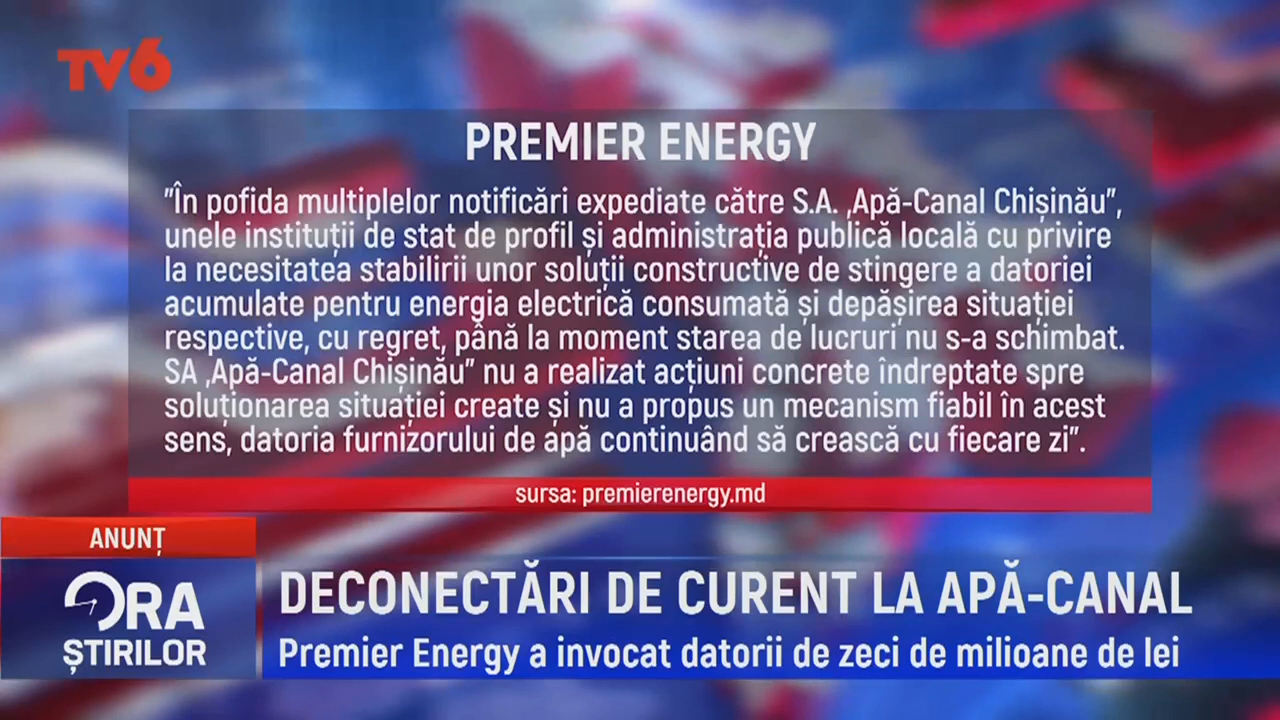 TV6
PREMIER ENERGY
"În pofida multiplelor notificări expediate către S.A. ,Apă-Canal Chișinău",
unele instituții de stat de profil și administrația publică locală cu privire
la necesitatea stabilirii unor soluții constructive de stingere a datoriei
acumulate pentru energia electrică consumată și depășirea situației
respective, cu regret, până la moment starea de lucruri nu s-a schimbat.
SA ,Apă-Canal Chișinău" nu a realizat acțiuni concrete îndreptate spre
soluționarea situației create și nu a propus un mecanism fiabil în acest
sens, datoria furnizorului de apă continuând să crească cu fiecare zi".
sursa: premierenergy.md
ANUNȚ
ORA
ȘTIRILOR
DECONECTĂRI DE CURENT LA APĂ-CANAL
Premier Energy a invocat datorii de zeci de milioane de lei